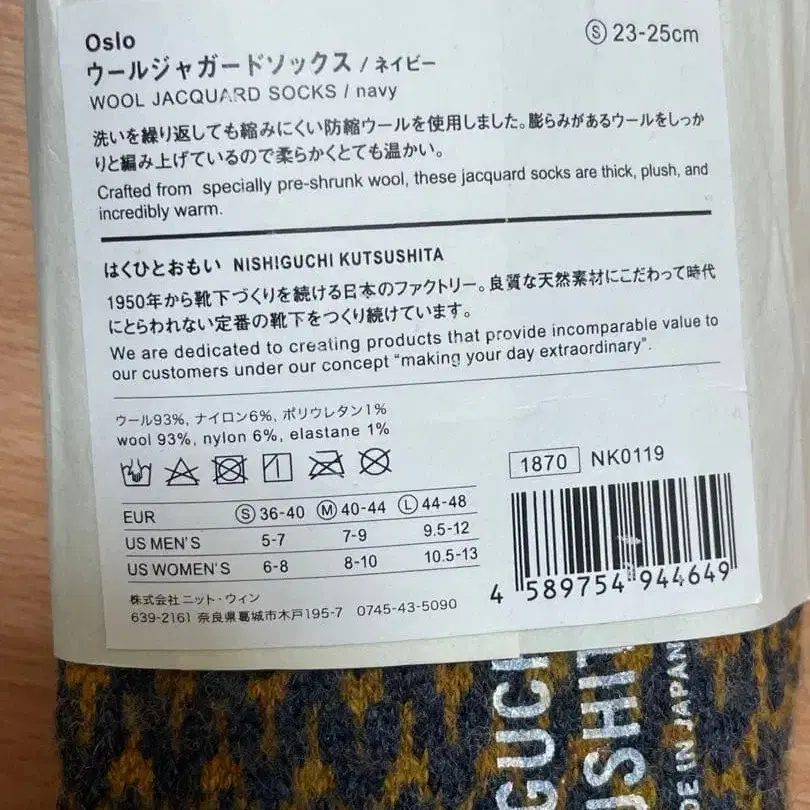 Oslo
Ⓢ 23-25cm
ウールジャガードソックス / ネイビー
WOOL JACQUARD SOCKS / navy
洗いを繰り返しても縮みにくい防縮ウールを使用しました。膨らみがあるウールをしっか
りと編み上げているので柔らかくとても温かい。
Crafted from specially pre-shrunk wool, these jacquard socks are thick, plush, and
incredibly warm.
はくひとおもい NISHIGUCHI KUTSUSHITA
1950年から靴下づくりを続ける日本のファクトリー。良質な天然素材にこだわって時代
にとらわれない定番の靴下をつくり続けています。
We are dedicated to creating products that provide incomparable value to
our customers under our concept “making your day extraordinary”.
ウール93%, ナイロン6%, ポリウレタン1%
wool 93%, nylon 6%, elastane 1%
EUR Ⓢ 36-40 Ⓜ 40-44 Ⓛ 44-48
US MEN'S 5-7 7-9 9.5-12
US WOMEN'S 6-8 8-10 10.5-13
株式会社 ニット・ウィン
639-2161 奈良県葛城市木戸195-7 0745-43-5090
1870 NK0119
4 589754 944649
GUCH
USHIT
DE IN JAPAN